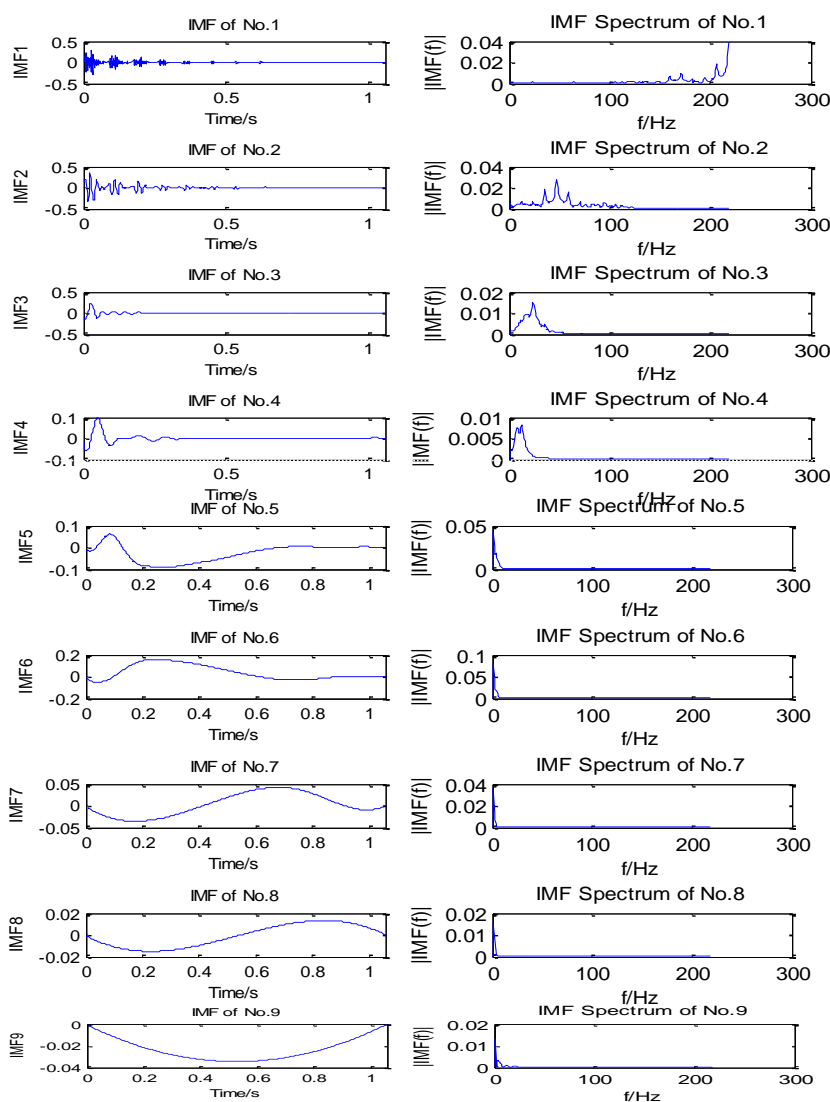 IMF of No.1 IMF Spectrum of No.1
IMF1 0.5 0 -0.5 |IMF(f)| 0.04 0.02 0
0 0.5 1 0 100 200 300
Time/s f/Hz
IMF of No.2 IMF Spectrum of No.2
IMF2 0.5 0 -0.5 |IMF(f)| 0.04 0.02 0
0 0.5 1 0 100 200 300
Time/s f/Hz
IMF of No.3 IMF Spectrum of No.3
IMF3 0.5 0 -0.5 |IMF(f)| 0.02 0.01 0
0 0.5 1 0 100 200 300
Time/s f/Hz
IMF of No.4 IMF Spectrum of No.4
IMF4 0.1 0 -0.1 |IMF(f)| 0.01 0.005 0
0 0.5 1 0 100 200 300
Time/s f/Hz
IMF of No.5 IMF Spectrum of No.5
IMF5 0.1 0 -0.1 |IMF(f)| 0.05 0
0 0.2 0.4 0.6 0.8 1 0 100 200 300
Time/s f/Hz
IMF of No.6 IMF Spectrum of No.6
IMF6 0.2 0 -0.2 |IMF(f)| 0.1 0.05 0
0 0.2 0.4 0.6 0.8 1 0 100 200 300
Time/s f/Hz
IMF of No.7 IMF Spectrum of No.7
IMF7 0.05 0 -0.05 |IMF(f)| 0.04 0.02 0
0 0.2 0.4 0.6 0.8 1 0 100 200 300
Time/s f/Hz
IMF of No.8 IMF Spectrum of No.8
IMF8 0.02 0 -0.02 |IMF(f)| 0.02 0.01 0
0 0.2 0.4 0.6 0.8 1 0 100 200 300
Time/s f/Hz
IMF of No.9 IMF Spectrum of No.9
IMF9 0 -0.02 -0.04 |IMF(f)| 0.02 0.01 0
0 0.2 0.4 0.6 0.8 1 0 100 200 300
Time/s f/Hz